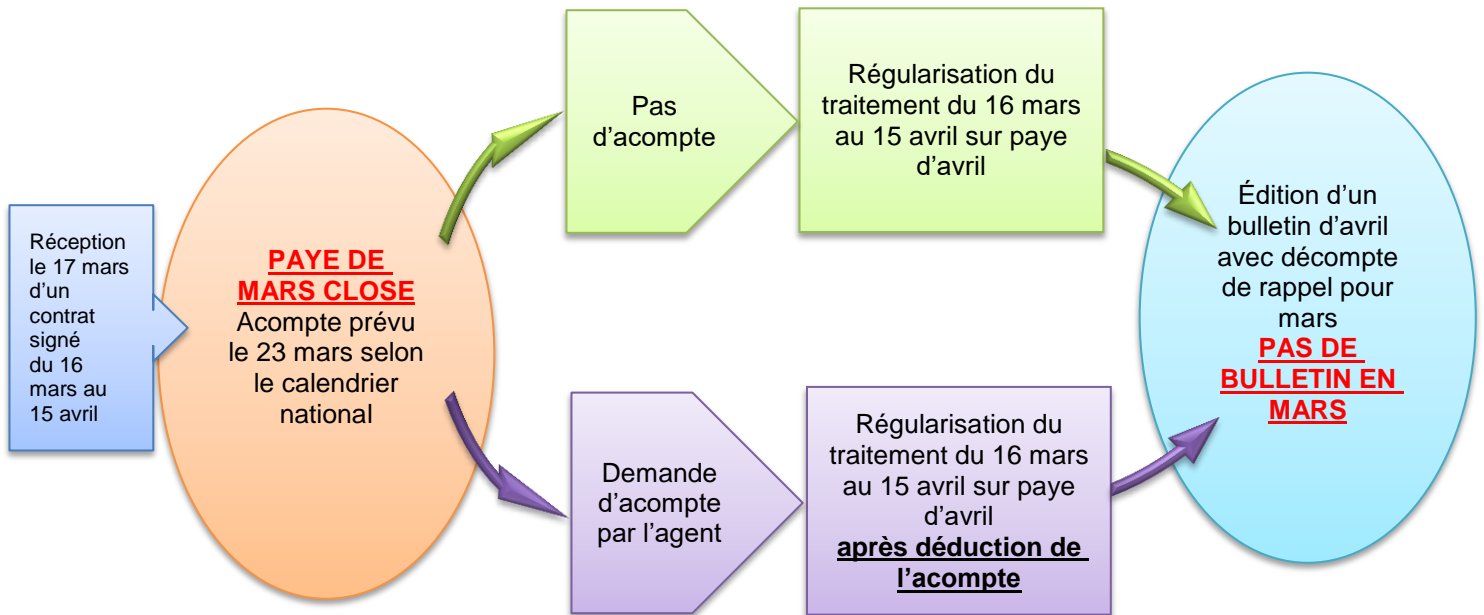 Réception
le 17 mars
d’un
contrat
signé
du 16
mars au
15 avril
PAYE DE
MARS CLOSE
Acompte prévu
le 23 mars selon
le calendrier
national
Pas
d’acompte
Régularisation du
traitement du 16 mars
au 15 avril sur paye
d’avril
Demande
d’acompte
par l’agent
Régularisation du
traitement du 16 mars
au 15 avril sur paye
d’avril
après déduction de
l’acompte
Édition d’un
bulletin d’avril
avec décompte
de rappel pour
mars
PAS DE
BULLETIN EN
MARS